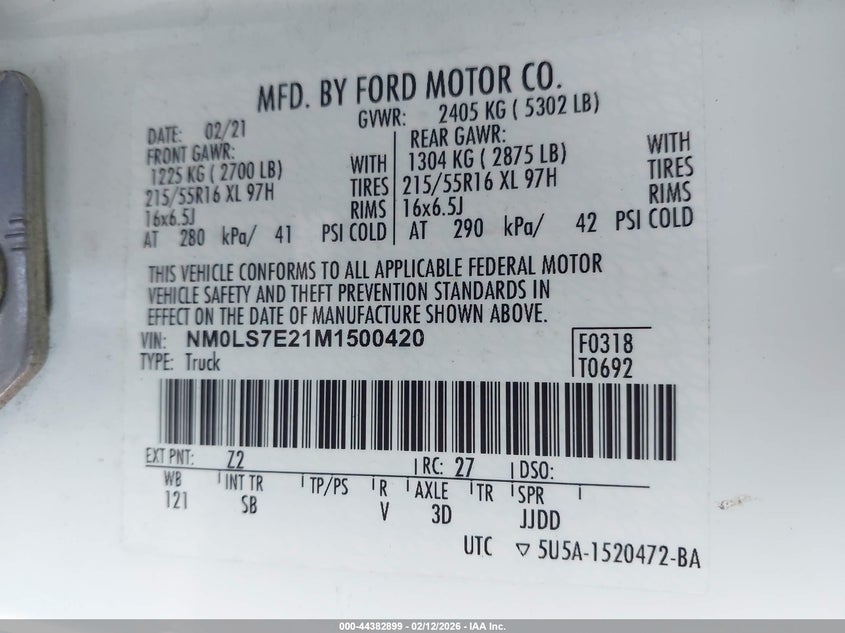 MFD. BY FORD MOTOR CO.
DATE: 02/21 GVWR: 2405 KG ( 5302 LB)
FRONT GAWR: REAR GAWR:
1225 KG ( 2700 LB) WITH 1304 KG ( 2875 LB) WITH
215/55R16 XL 97H TIRES 215/55R16 XL 97H TIRES
16x6.5J RIMS 16x6.5J RIMS
AT 280 kPa/ 41 PSI COLD AT 290 kPa/ 42 PSI COLD
THIS VEHICLE CONFORMS TO ALL APPLICABLE FEDERAL MOTOR
VEHICLE SAFETY AND THEFT PREVENTION STANDARDS IN
EFFECT ON THE DATE OF MANUFACTURE SHOWN ABOVE.
VIN: NM0LS7E21M1500420 F0318
TYPE: Truck T0692
EXT PNT: Z2 RC: 27 DSO:
WB INT TR TP/PS R AXLE TR SPR
121 SB V 3D JJDD
UTC ▽ 5U5A-1520472-BA
000-44382899 - 02/12/2026 - IAA Inc.